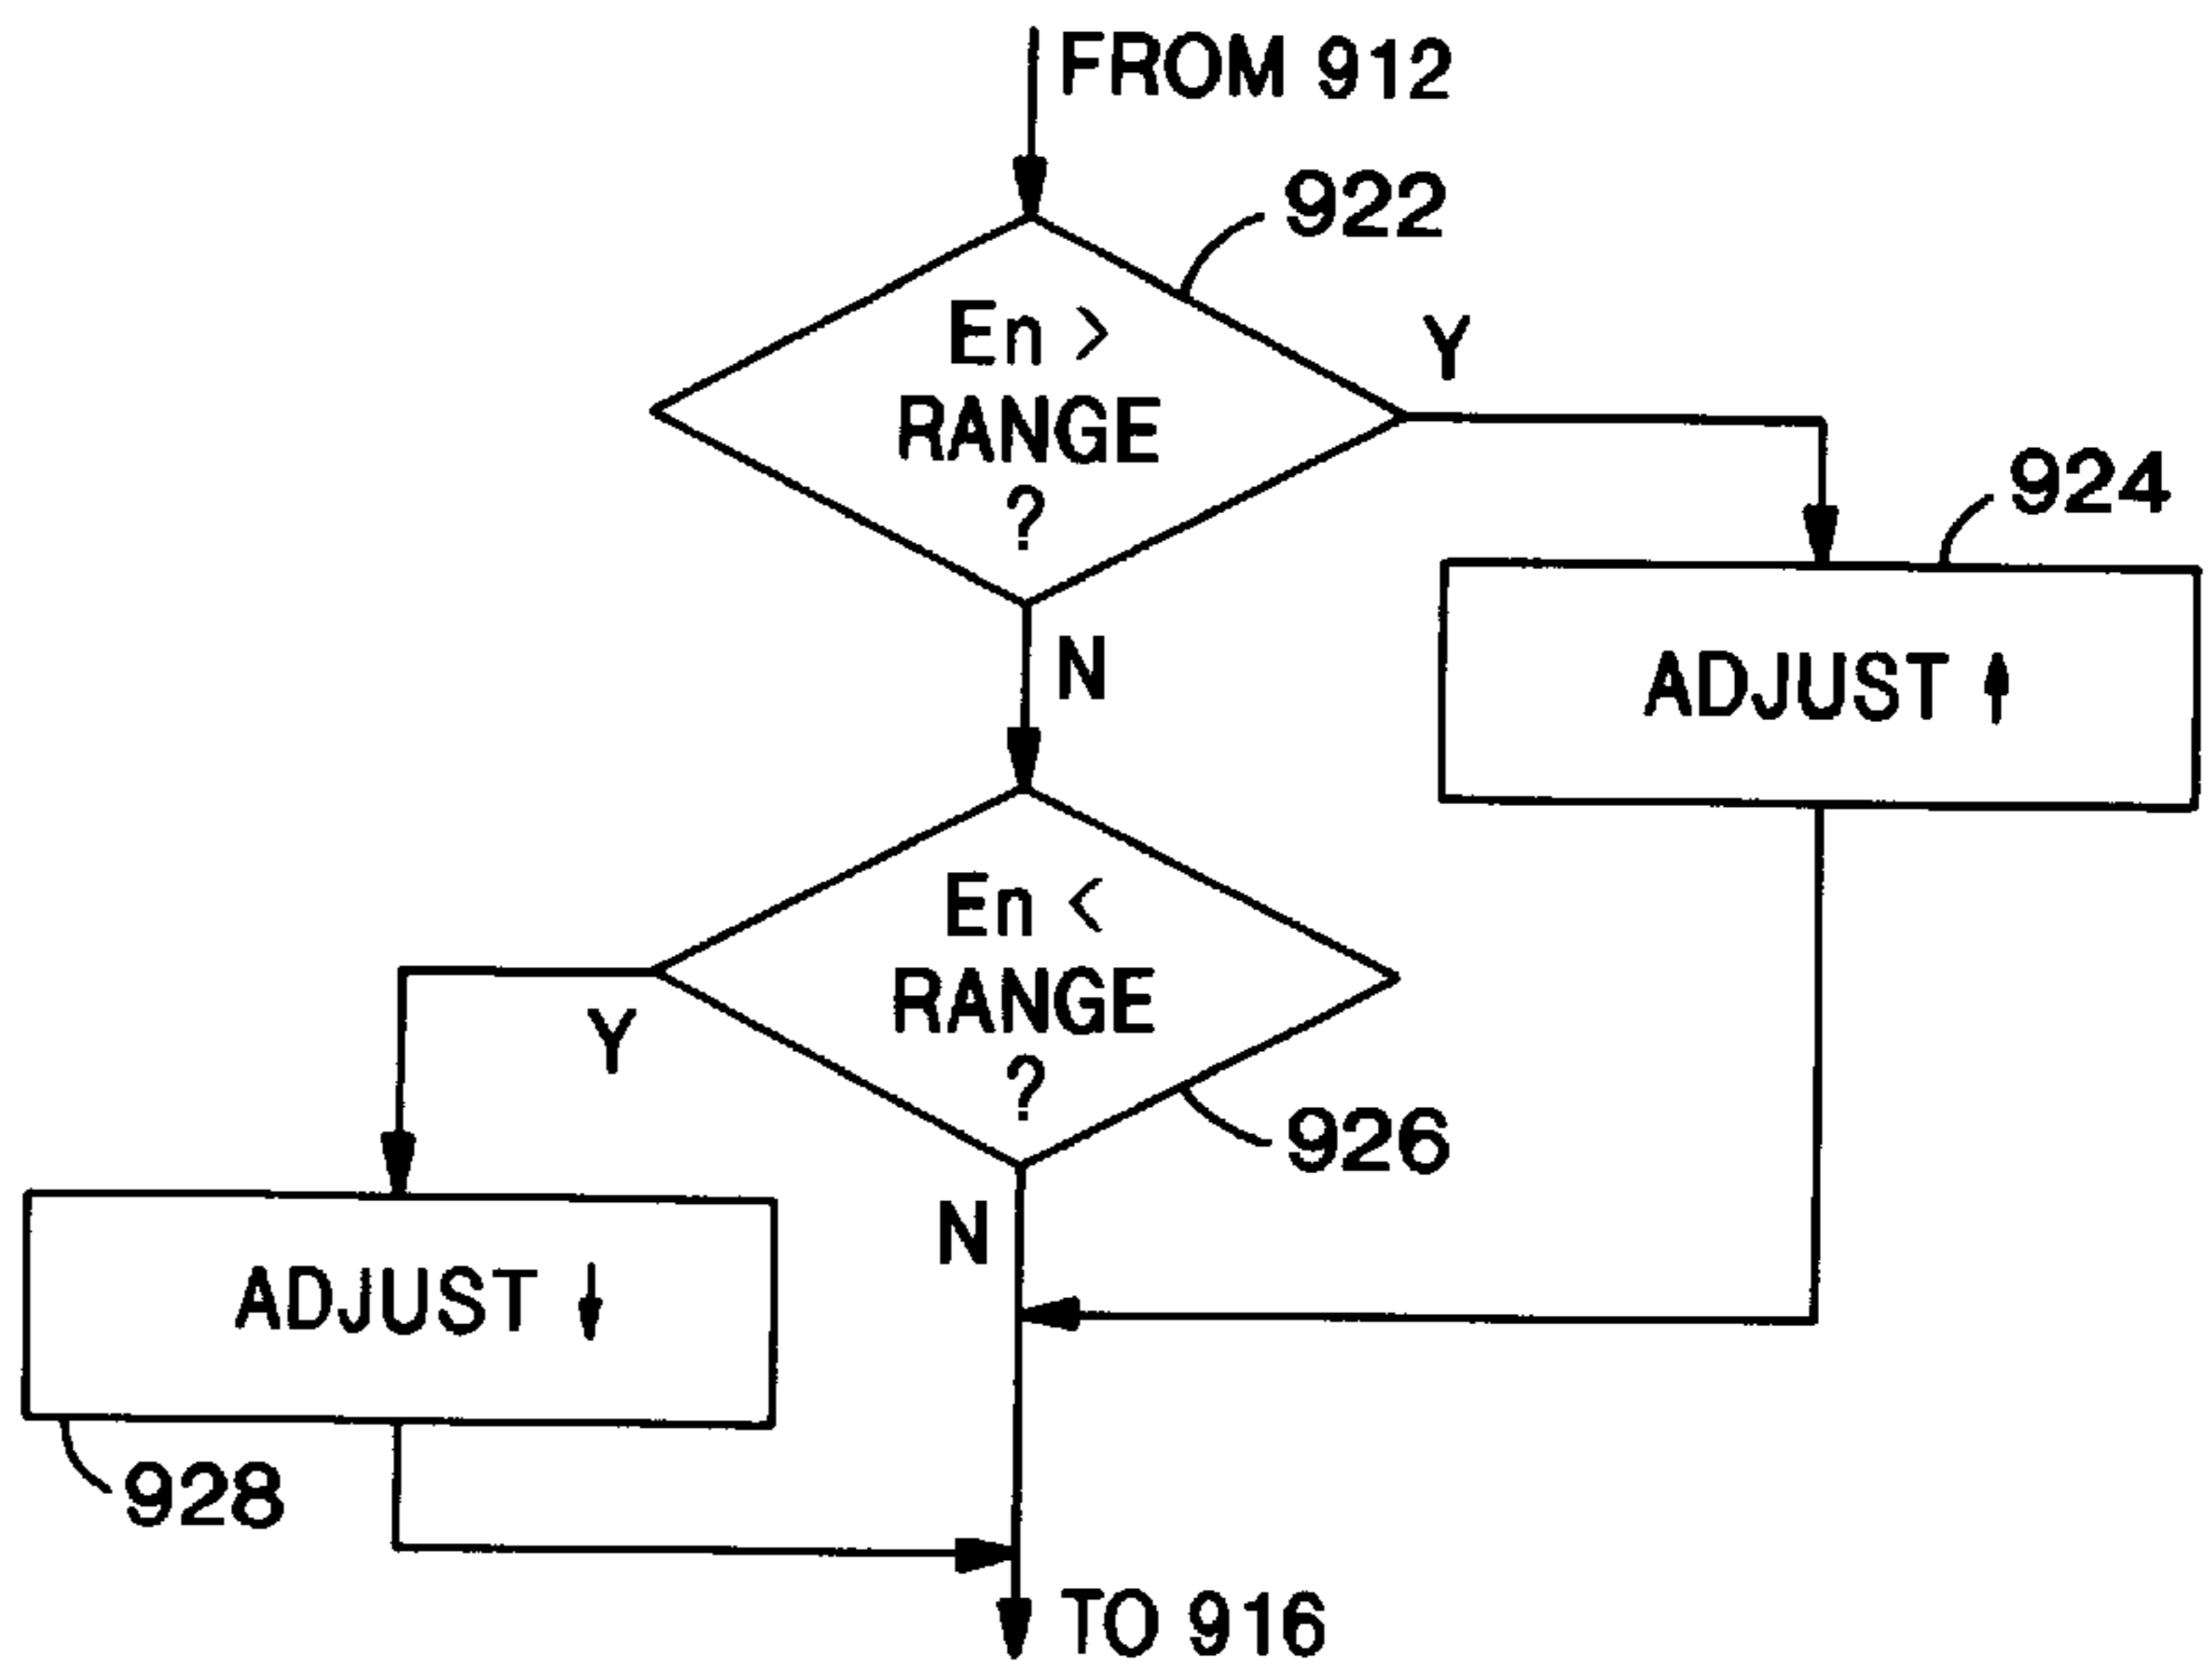 FROM 912
922
En >
RANGE
?
Y
924
ADJUST ↑
N
En <
RANGE
?
Y
926
N
ADJUST ↓
928
TO 916